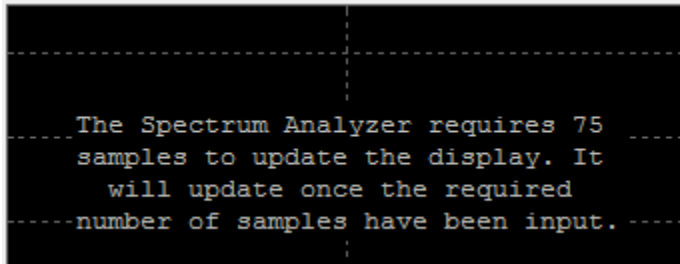 The Spectrum Analyzer requires 75
samples to update the display. It
will update once the required
number of samples have been input.